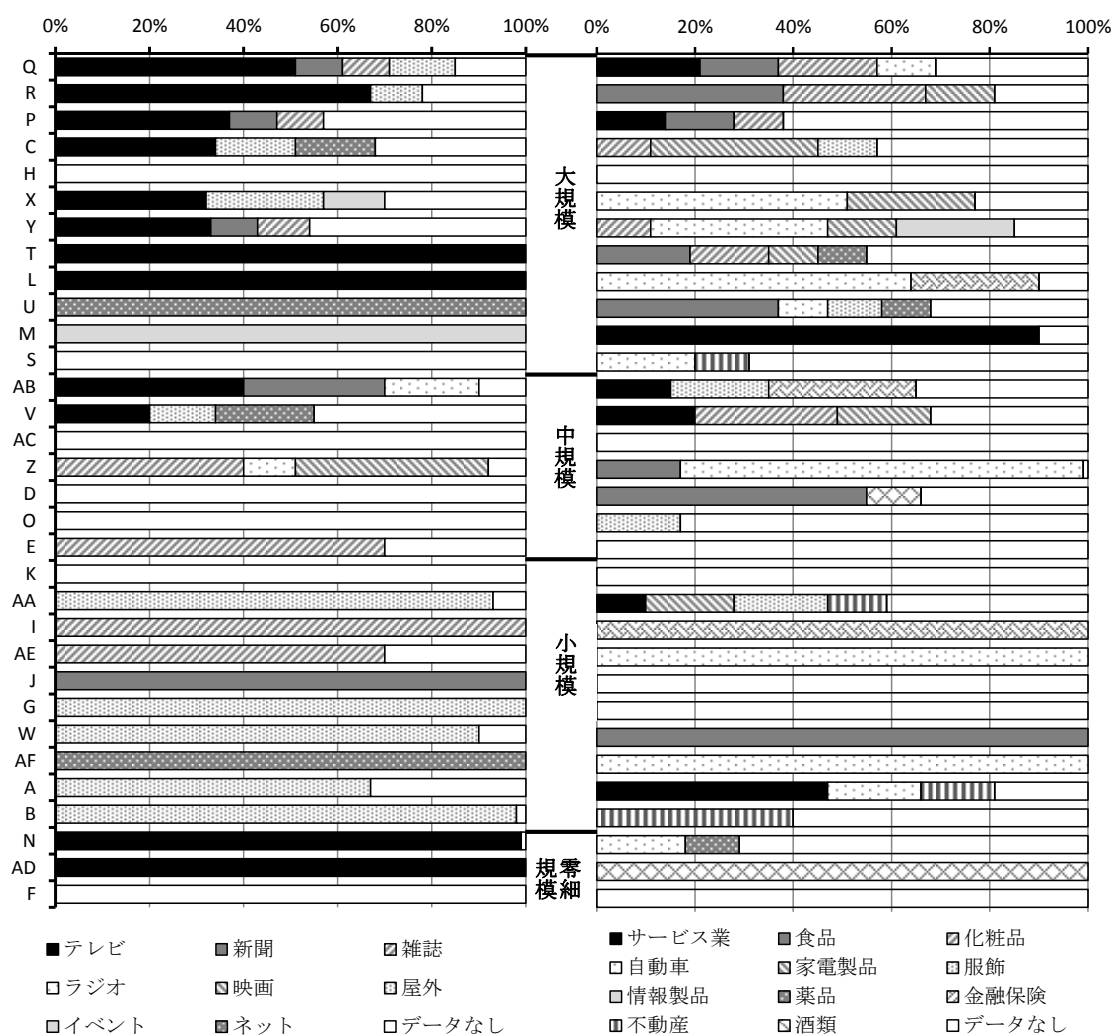 0% 20% 40% 60% 80% 100% 0% 20% 40% 60% 80% 100%
Q
R
P
C
H
X
Y
T
L
U
M
S
大規模
AB
V
AC
Z
D
O
E
中規模
K
AA
I
AE
J
G
W
AF
A
B
小規模
N
AD
F
零細
規模
テレビ 新聞 雑誌
ラジオ 映画 屋外
イベント ネット データなし
サービス業 食品 化粧品
自動車 家電製品 服飾
情報製品 薬品 金融保険
不動産 酒類 データなし